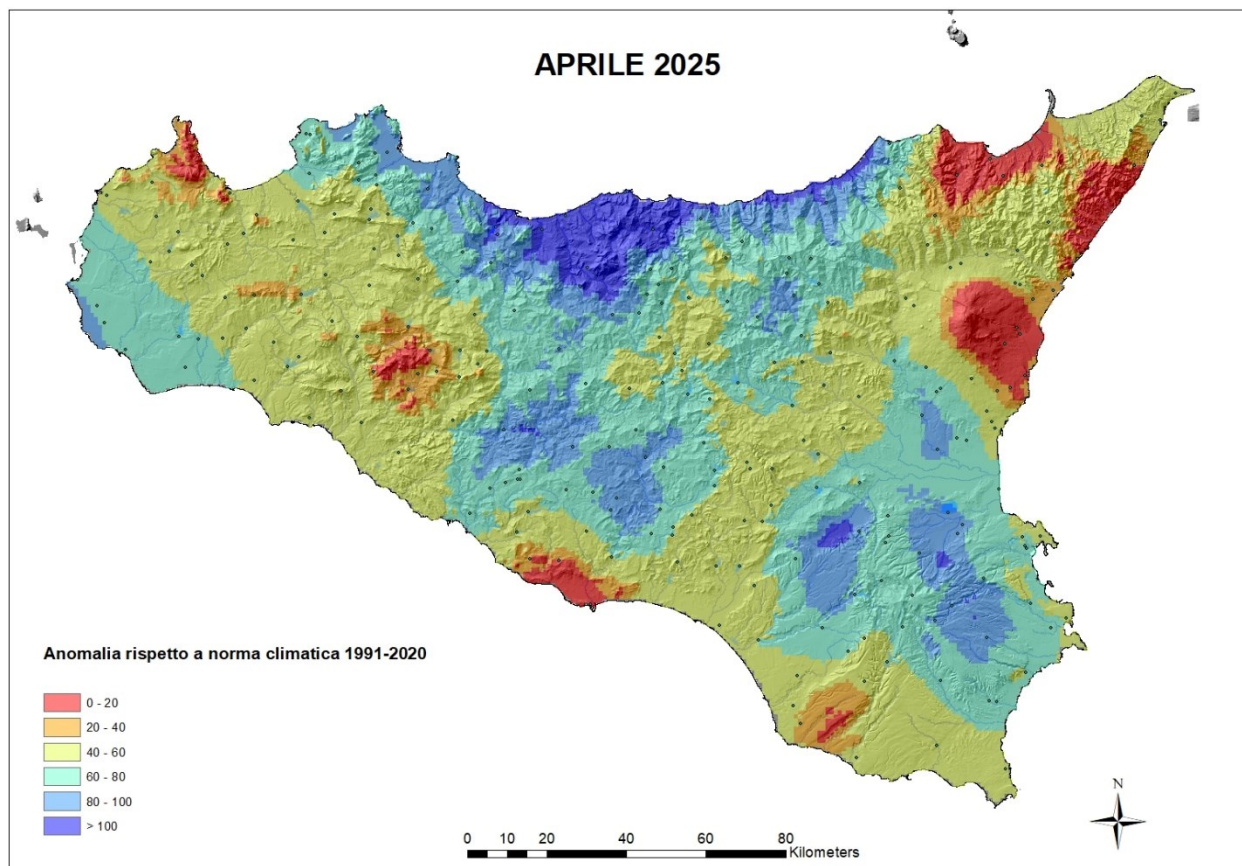 APRILE 2025
Anomalia rispetto a norma climatica 1991-2020
0 - 20
20 - 40
40 - 60
60 - 80
80 - 100
> 100
N
0 10 20 40 60 80
Kilometers